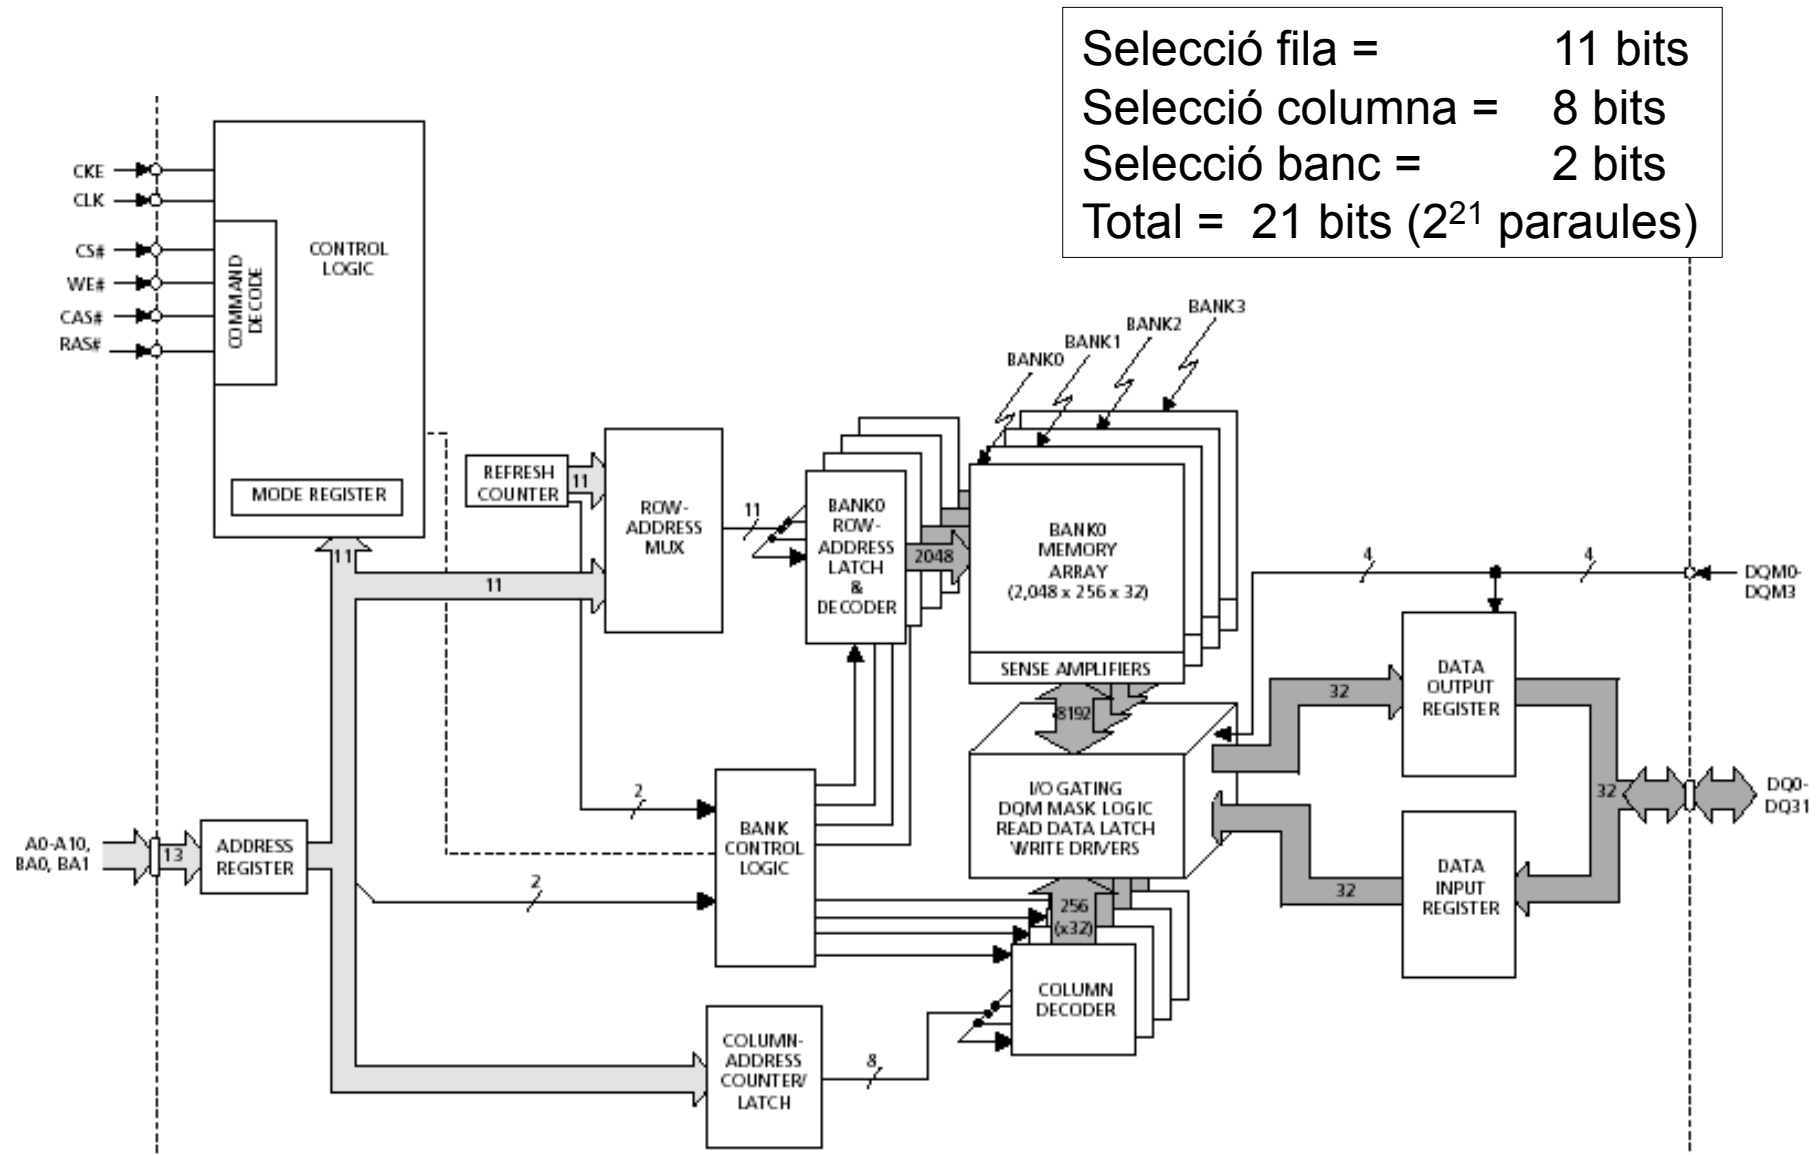 Selecció fila = 11 bits
Selecció columna = 8 bits
Selecció banc = 2 bits
Total = 21 bits (2²¹ paraules)
CKE
CLK
CS#
WE#
CAS#
RAS#
COMMAND
DECODE
CONTROL
LOGIC
MODE REGISTER
11
REFRESH
COUNTER
11
11
ROW-
ADDRESS
MUX
11
BANK0
ROW-
ADDRESS
LATCH
&
DECODER
2048
BANK0
BANK1
BANK2
BANK3
BANK0
MEMORY
ARRAY
(2,048 x 256 x 32)
SENSE AMPLIFIERS
8192
I/O GATING
DQM MASK LOGIC
READ DATA LATCH
WRITE DRIVERS
256
(x32)
COLUMN
DECODER
4
4
DQM0-
DQM3
32
DATA
OUTPUT
REGISTER
32
DQ0-
DQ31
32
DATA
INPUT
REGISTER
A0-A10,
BA0, BA1
13
ADDRESS
REGISTER
2
2
BANK
CONTROL
LOGIC
COLUMN-
ADDRESS
COUNTER/
LATCH
8